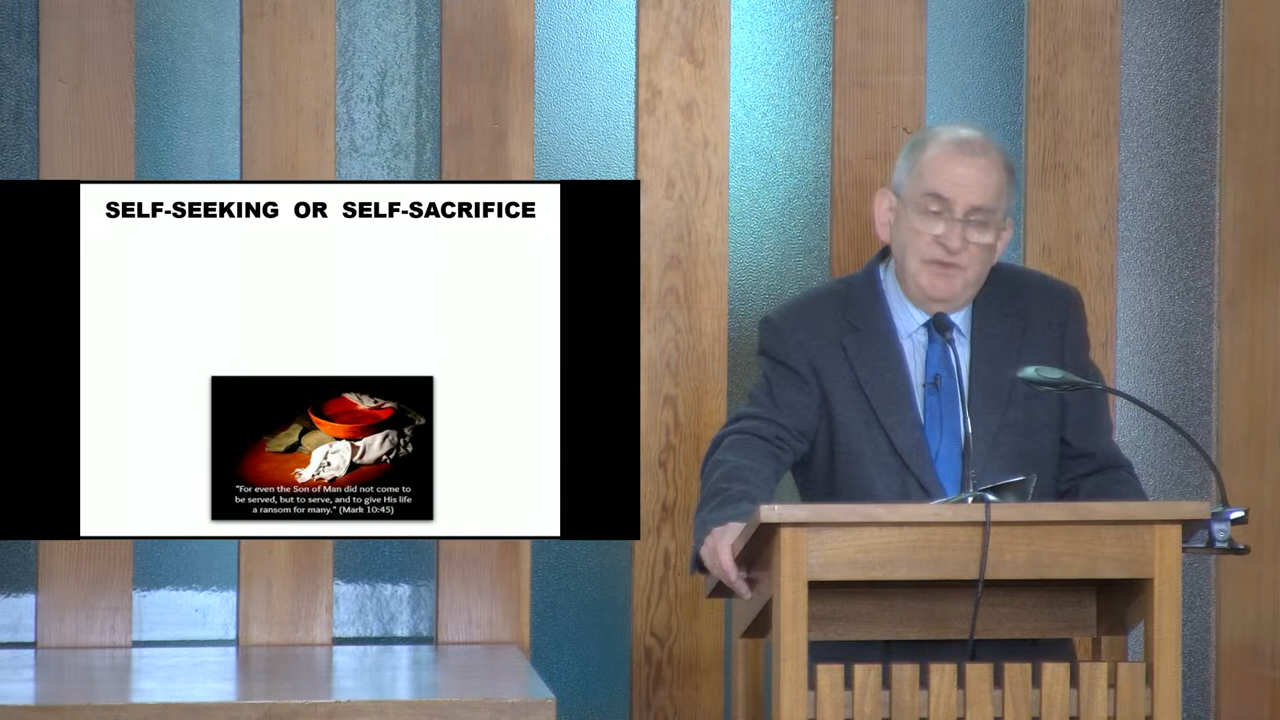 SELF-SEEKING OR SELF-SACRIFICE
"For even the Son of Man did not come to
be served, but to serve, and to give His life
a ransom for many." (Mark 10:45)